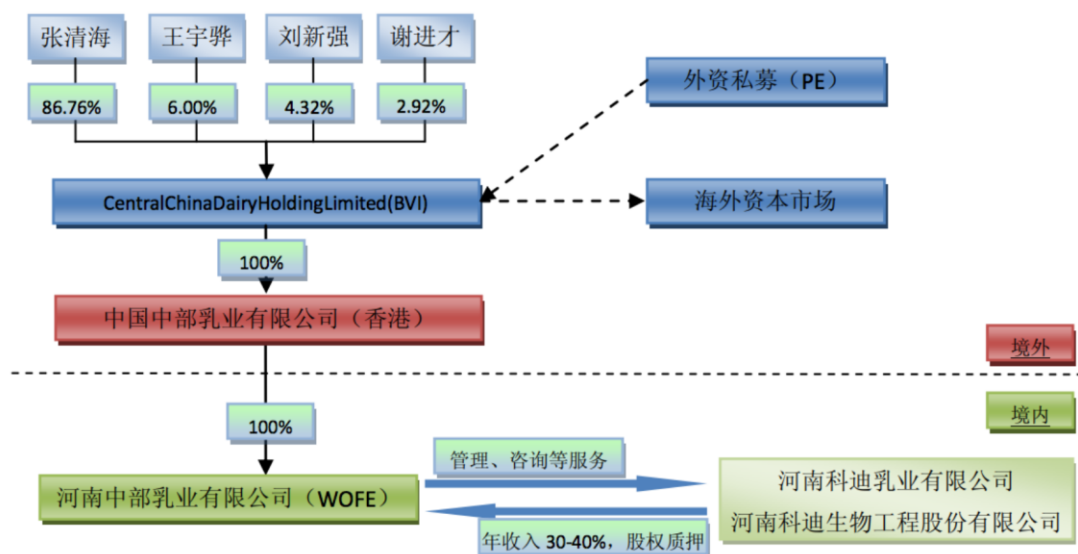 张清海
王宇骅
刘新强
谢进才
86.76%
6.00%
4.32%
2.92%
外资私募（PE）
CentralChinaDairyHoldingLimited(BVI)
海外资本市场
100%
中国中部乳业有限公司（香港）
境外
境内
100%
管理、咨询等服务
河南中部乳业有限公司（WOFE）
河南科迪乳业有限公司
河南科迪生物工程股份有限公司
年收入 30-40%，股权质押